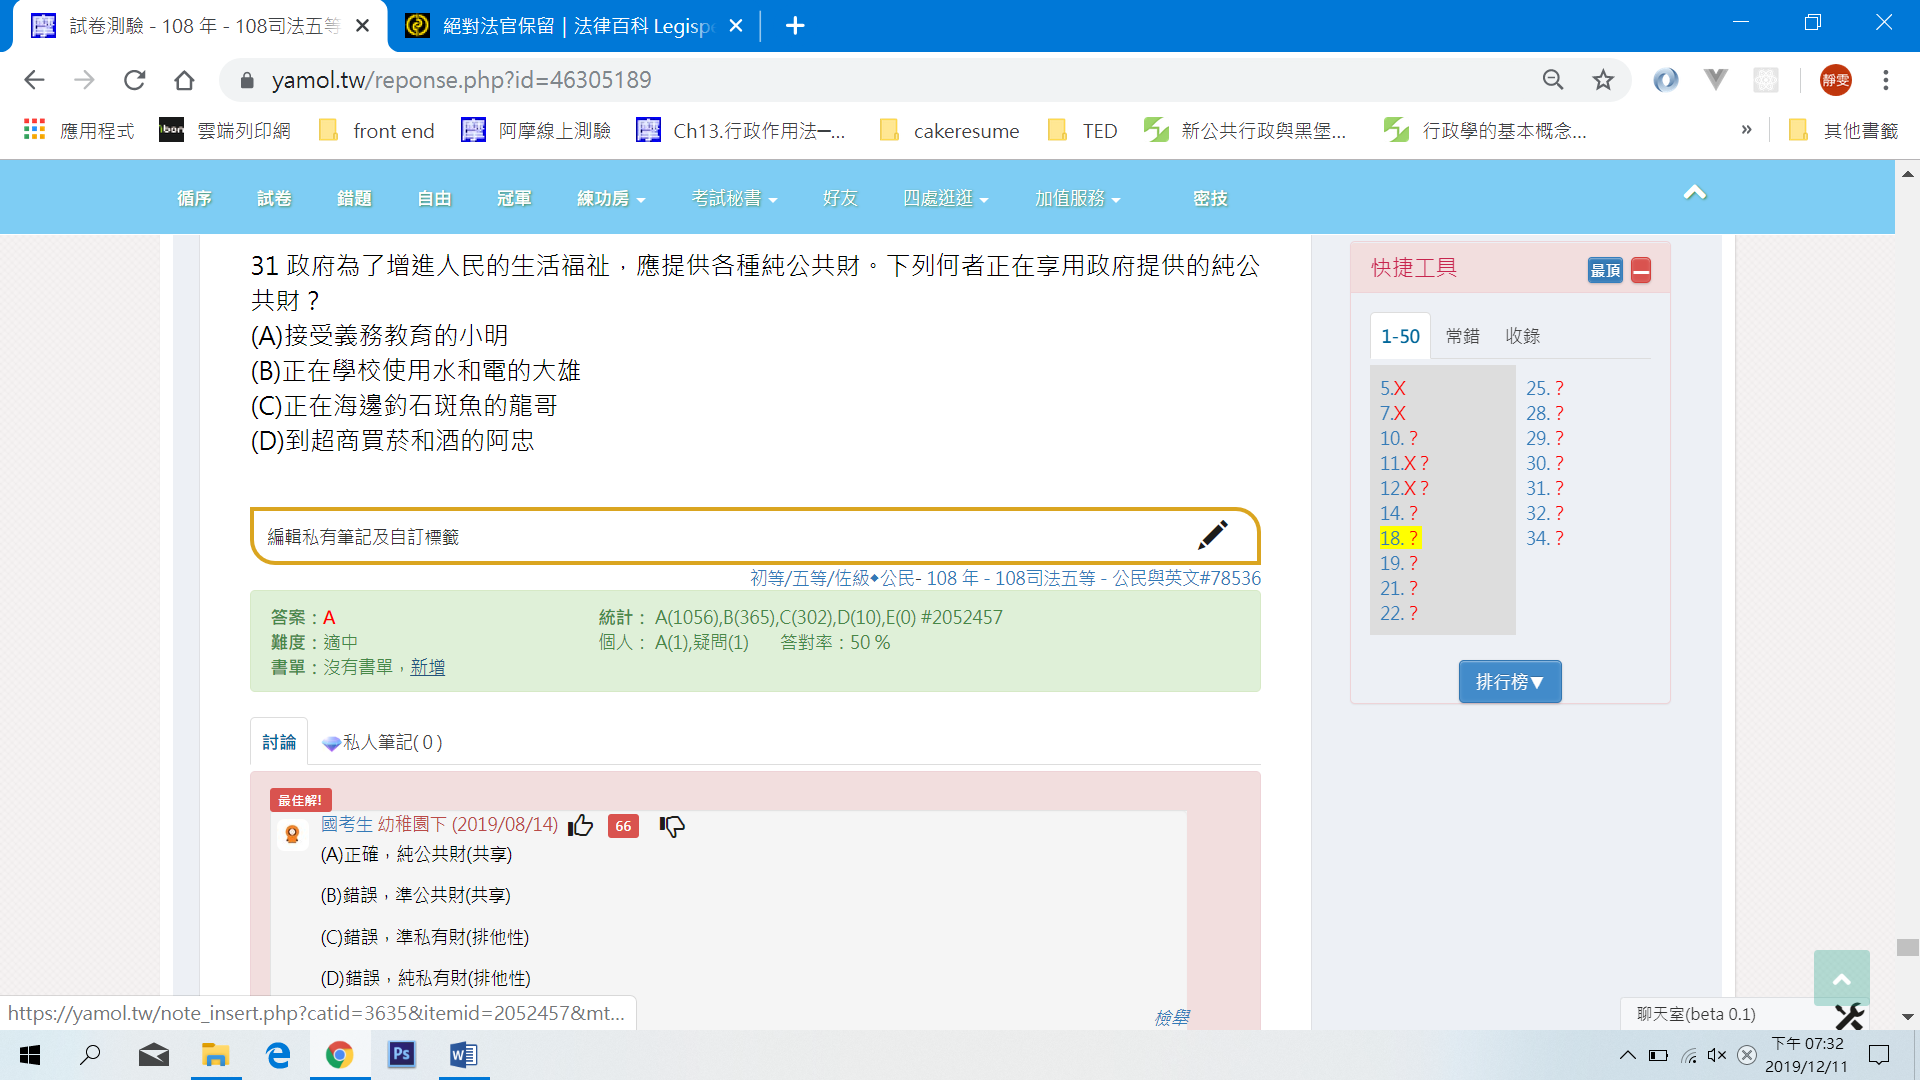 試卷測驗 - 108 年 - 108司法五等
絕對法官保留 | 法律百科 Legisp
yamol.tw/reponse.php?id=46305189
靜雯
應用程式
ibon
雲端列印網
front end
阿摩線上測驗
Ch13.行政作用法─...
cakeresume
TED
新公共行政與黑堡...
行政學的基本概念...
»
其他書籤
循序 試卷 錯題 自由 冠軍 練功房 考試秘書 好友 四處逛逛 加值服務 密技
31 政府為了增進人民的生活福祉，應提供各種純公共財。下列何者正在享用政府提供的純公
共財？
(A)接受義務教育的小明
(B)正在學校使用水和電的大雄
(C)正在海邊釣石斑魚的龍哥
(D)到超商買菸和酒的阿忠
編輯私有筆記及自訂標籤
初等/五等/佐級◆公民- 108 年 - 108司法五等 - 公民與英文#78536
答案：A
難度：適中
書單：沒有書單，新增
統計： A(1056),B(365),C(302),D(10),E(0) #2052457
個人： A(1),疑問(1) 答對率：50 %
討論
私人筆記( 0 )
最佳解!
國考生 幼稚園下 (2019/08/14) 66
(A)正確，純公共財(共享)
(B)錯誤，準公共財(共享)
(C)錯誤，準私有財(排他性)
(D)錯誤，純私有財(排他性)
檢舉
快捷工具
最頂
1-50 常錯 收錄
5.X
7.X
10. ?
11.X ?
12.X ?
14. ?
18. ?
19. ?
21. ?
22. ?
25. ?
28. ?
29. ?
30. ?
31. ?
32. ?
34. ?
排行榜▼
聊天室(beta 0.1)
https://yamol.tw/note_insert.php?catid=3635&itemid=2052457&mt...
Ps
下午 07:32
2019/12/11